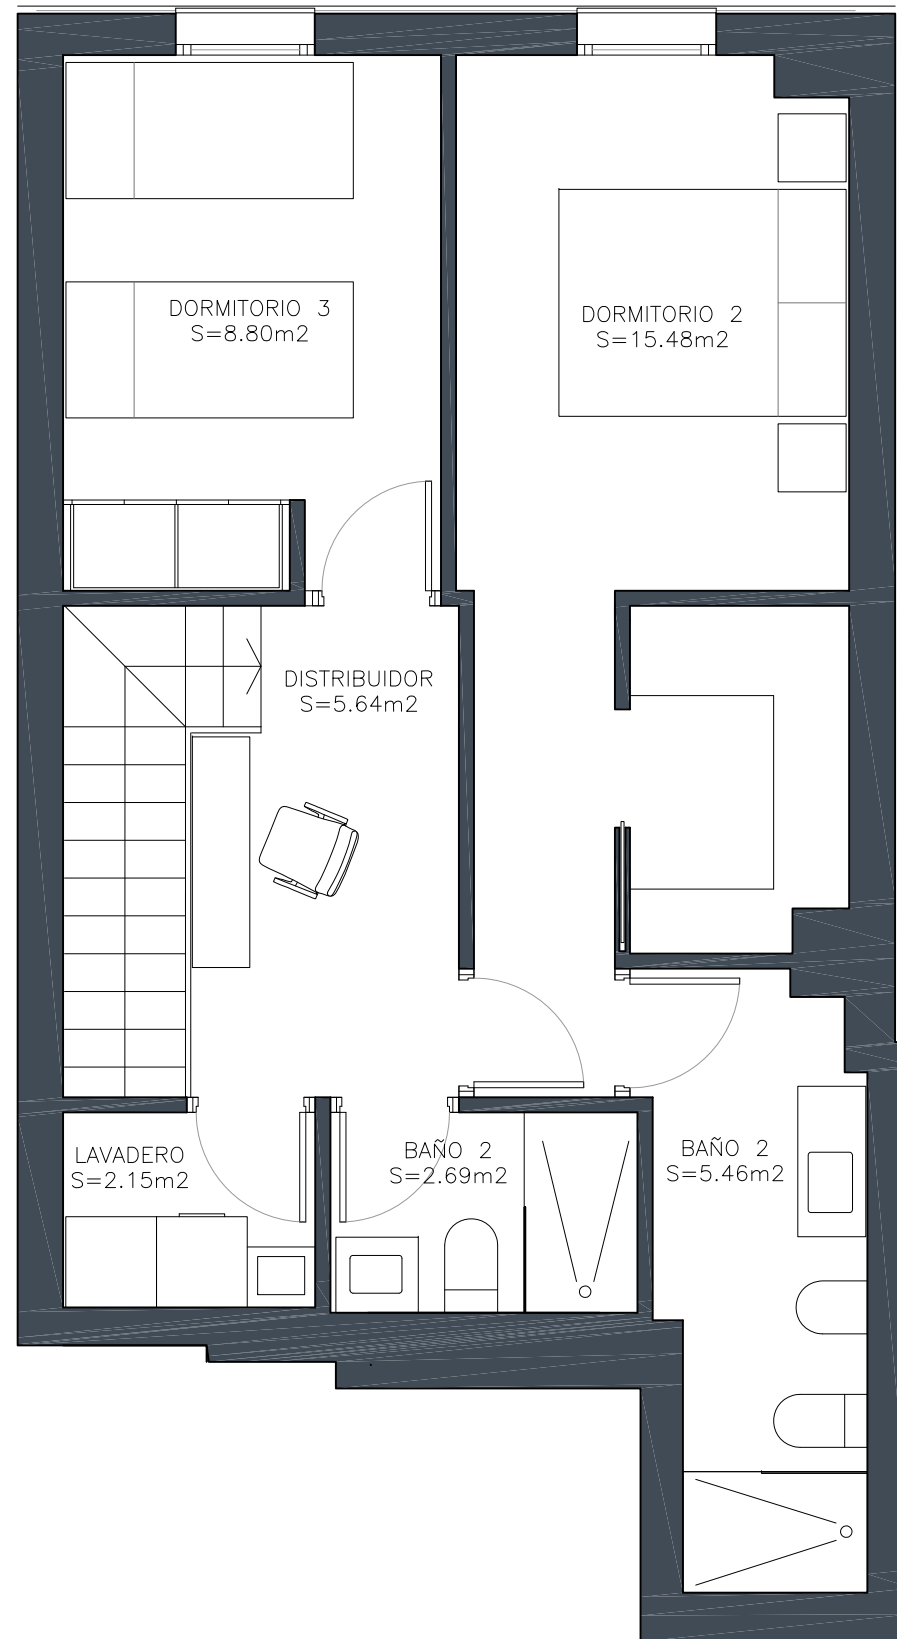 DORMITORIO 3
S=8.80m2
DORMITORIO 2
S=15.48m2
DISTRIBUIDOR
S=5.64m2
LAVADERO
S=2.15m2
BAÑO 2
S=2.69m2
BAÑO 2
S=5.46m2